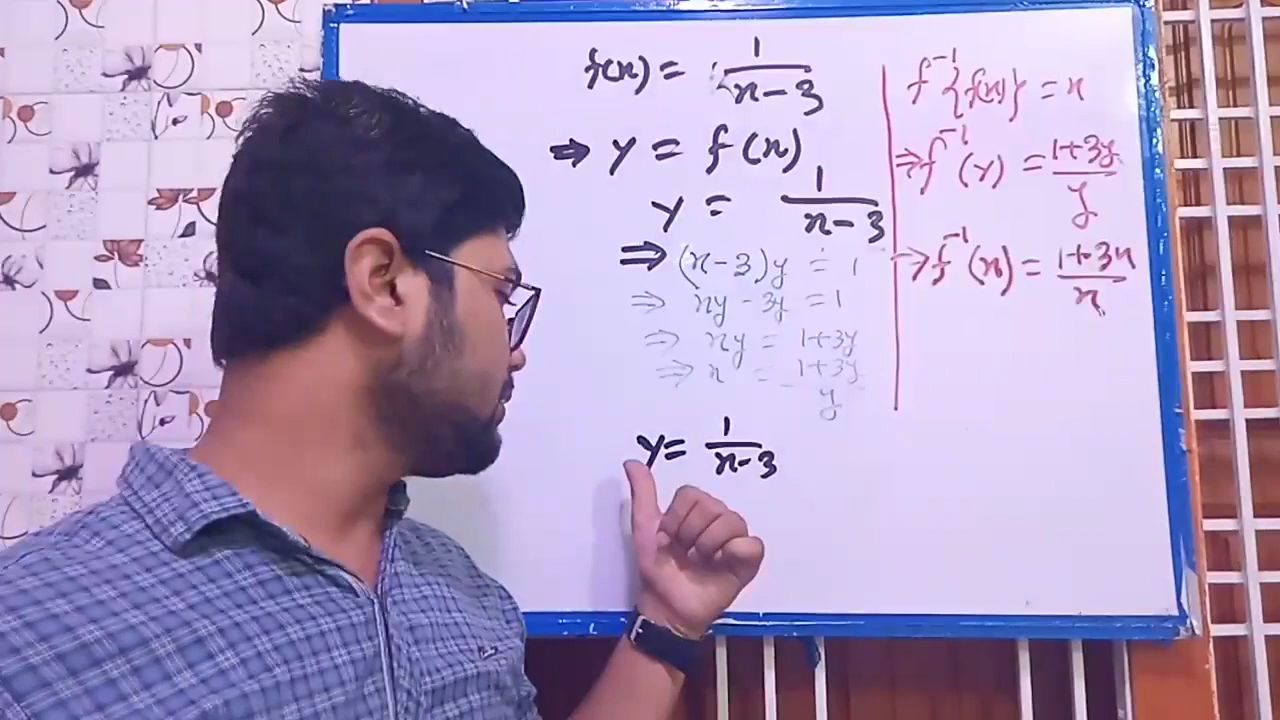 f(x) = 1/(x-3)
⇒ y = f(x)
y = 1/(x-3)
⇒ (x-3)y = 1
⇒ xy - 3y = 1
⇒ xy = 1+3y
⇒ x = (1+3y)/y
y = 1/(x-3)
f⁻¹{f(x)} = x
⇒ f⁻¹(y) = (1+3y)/y
⇒ f⁻¹(x) = (1+3x)/x